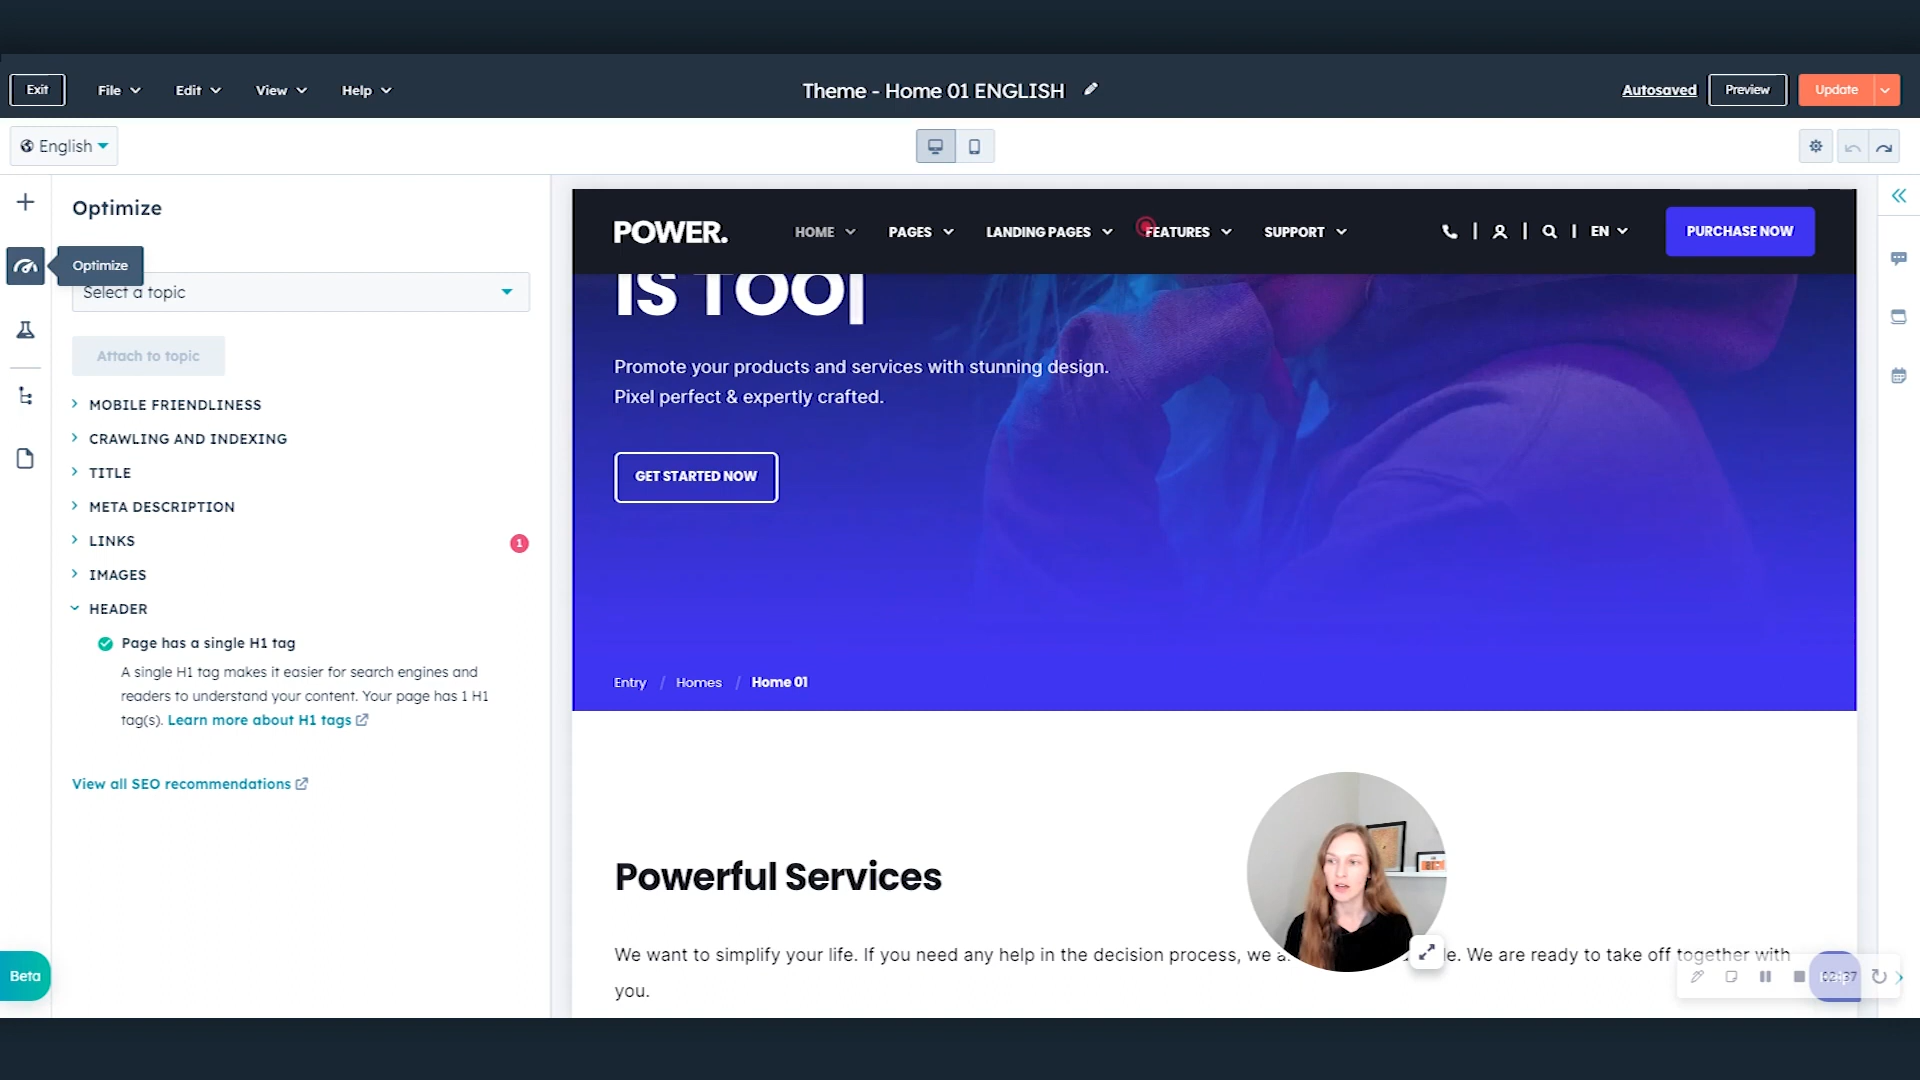 Exit
File
Edit
View
Help
Theme - Home 01 ENGLISH
Autosaved
Preview
Update
English
Optimize
Optimize
Select a topic
Attach to topic
MOBILE FRIENDLINESS
CRAWLING AND INDEXING
TITLE
META DESCRIPTION
LINKS
1
IMAGES
HEADER
Page has a single H1 tag
A single H1 tag makes it easier for search engines and
readers to understand your content. Your page has 1 H1
tag(s). Learn more about H1 tags
View all SEO recommendations
Beta
POWER.
HOME
PAGES
LANDING PAGES
FEATURES
SUPPORT
EN
PURCHASE NOW
IS TOO
Promote your products and services with stunning design.
Pixel perfect & expertly crafted.
GET STARTED NOW
Entry / Homes / Home 01
Powerful Services
We want to simplify your life. If you need any help in the decision process, we We are ready to take off together with
you.